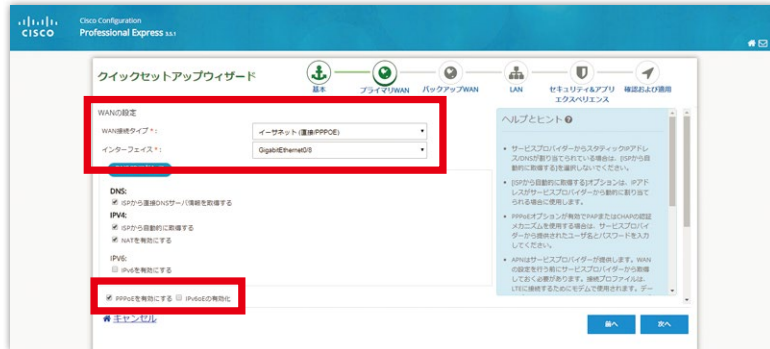 CISCO
Cisco Configuration
Professional Express 3.5.1
クイックセットアップウィザード
基本
プライマリWAN
バックアップWAN
LAN
セキュリティ&アプリ
エクスペリエンス
確認および適用
WANの設定
WAN接続タイプ*:
イーサネット (直接/PPPOE)
インターフェイス*:
GigabitEthernet0/8
DNS:
ISPから直接DNSサーバ情報を取得する
IPV4:
ISPから自動的に取得する
NATを有効にする
IPV6:
IPv6を有効にする
PPPoEを有効にする
IPv6oEの有効化
キャンセル
ヘルプとヒント
• サービスプロバイダーからスタティックIPアドレ
ス/DNSが割り当てられている場合は、[ISPから自
動的に取得する]を選択しないでください。
• [ISPから自動的に取得する]オプションは、IPアド
レスがサービスプロバイダーから動的に割り当て
られる場合に使用します。
• PPPoEオプションが有効でPAPまたはCHAPの認証
メカニズムを使用する場合は、サービスプロバイ
ダーから提供されたユーザ名とパスワードを入力
してください。
• APNはサービスプロバイダーが提供します。WAN
の設定を行う前にサービスプロバイダーから取得
しておく必要があります。接続プロファイルは、
LTEに接続するためにモデムで使用されます。デー
前へ
次へ